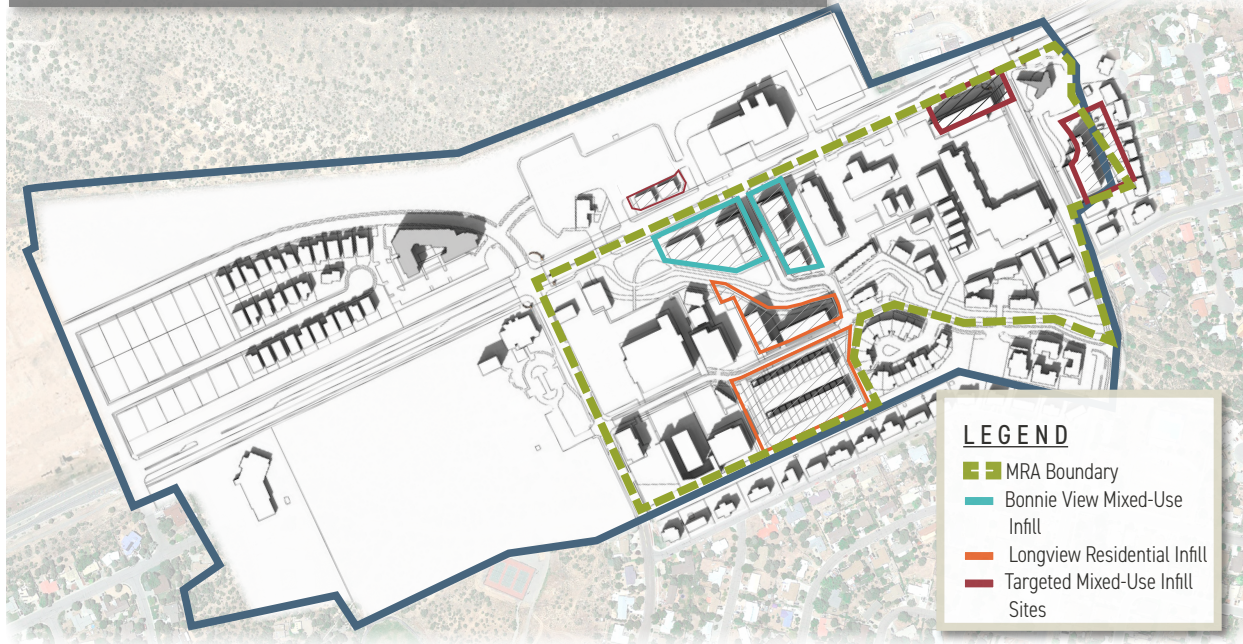 LEGEND
MRA Boundary
Bonnie View Mixed-Use
Infill
Longview Residential Infill
Targeted Mixed-Use Infill
Sites